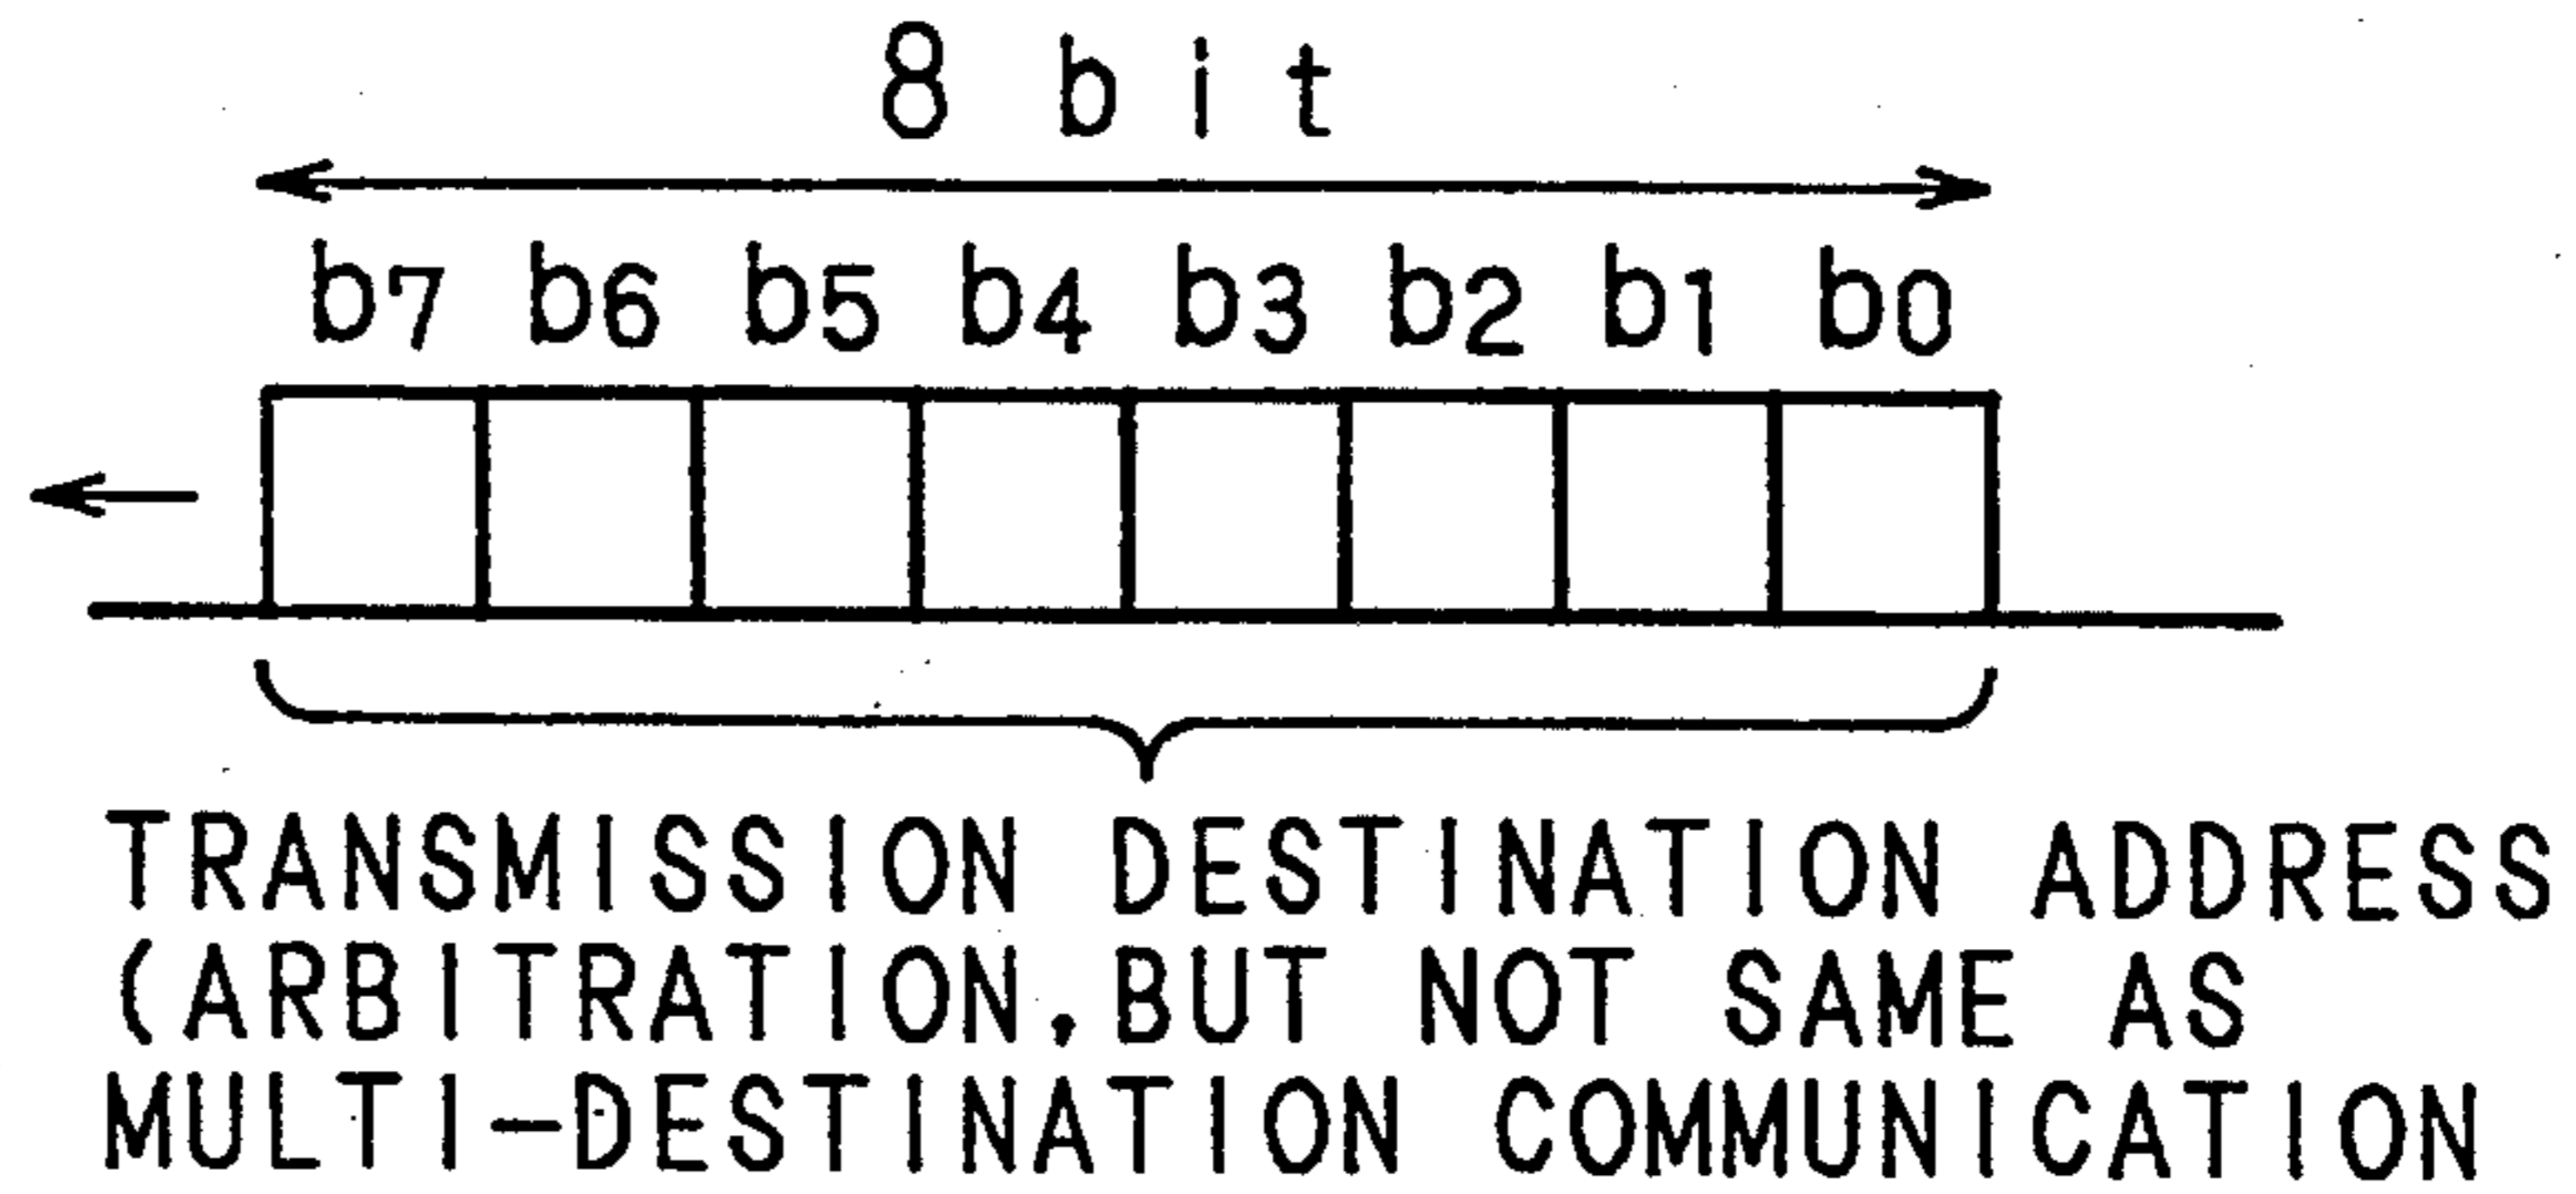 8 bit
b7 b6 b5 b4 b3 b2 b1 b0
TRANSMISSION DESTINATION ADDRESS
(ARBITRATION,BUT NOT SAME AS
MULTI-DESTINATION COMMUNICATION